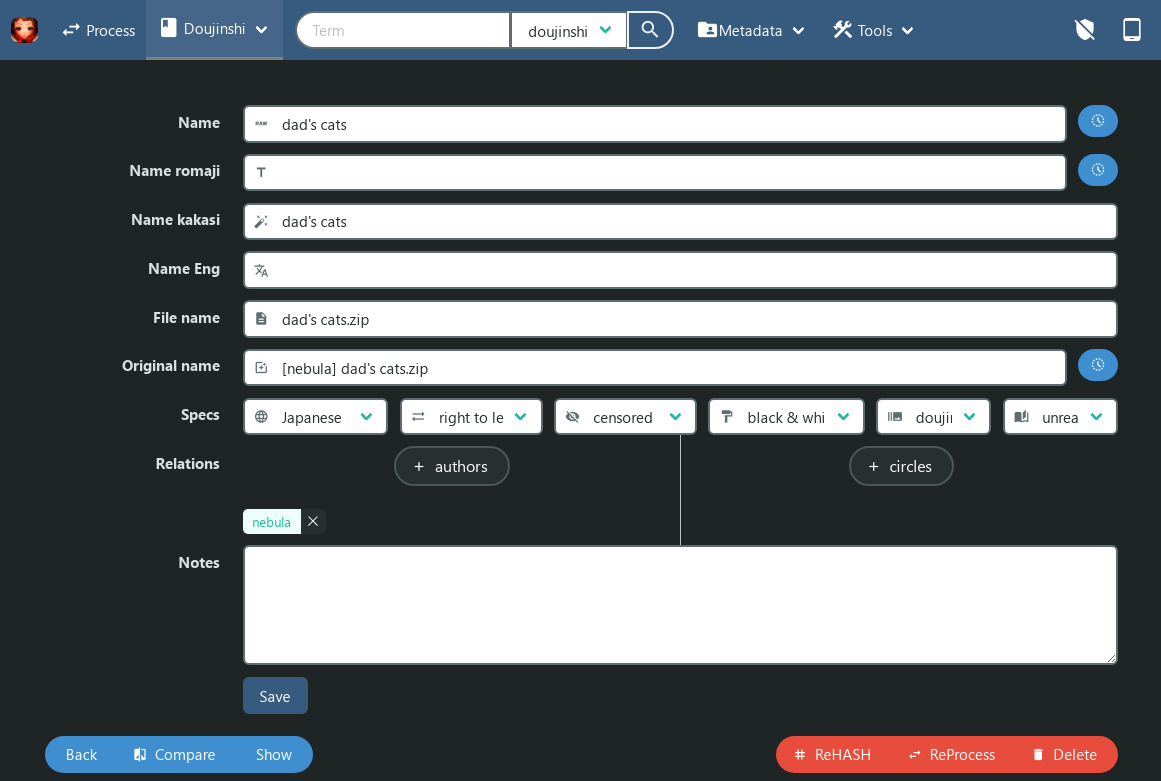 Process Doujinshi Term doujinshi Metadata Tools
Name RAW dad's cats
Name romaji
Name kakasi dad's cats
Name Eng
File name dad's cats.zip
Original name [nebula] dad's cats.zip
Specs Japanese right to le censored black & whi doujin unrea
Relations + authors + circles
nebula
Notes
Save
Back Compare Show ReHASH ReProcess Delete